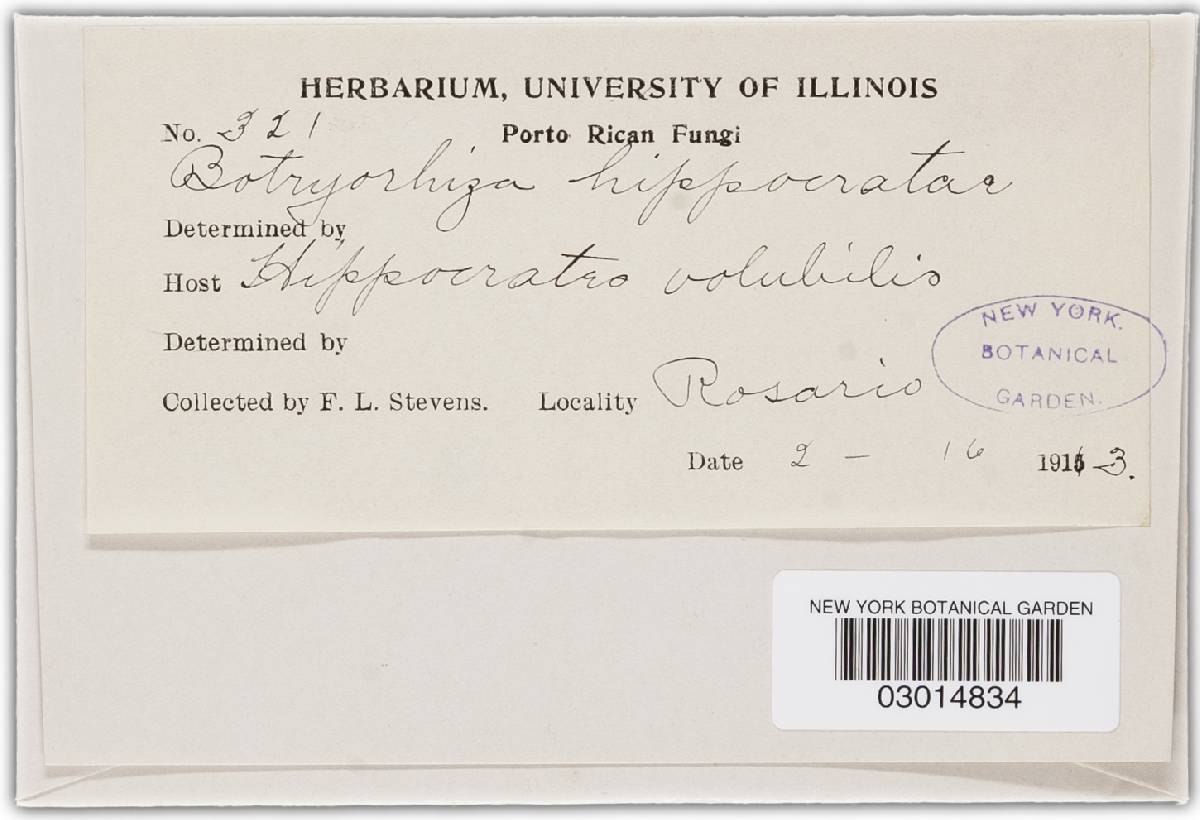 HERBARIUM, UNIVERSITY OF ILLINOIS
No. 321 Porto Rican Fungi
Botryorhiza hippocratae
Determined by
Host Hippocratea volubilis
Determined by
Collected by F. L. Stevens. Locality Rosario
NEW YORK.
BOTANICAL
GARDEN.
Date 2 - 16 1913.
NEW YORK BOTANICAL GARDEN
03014834